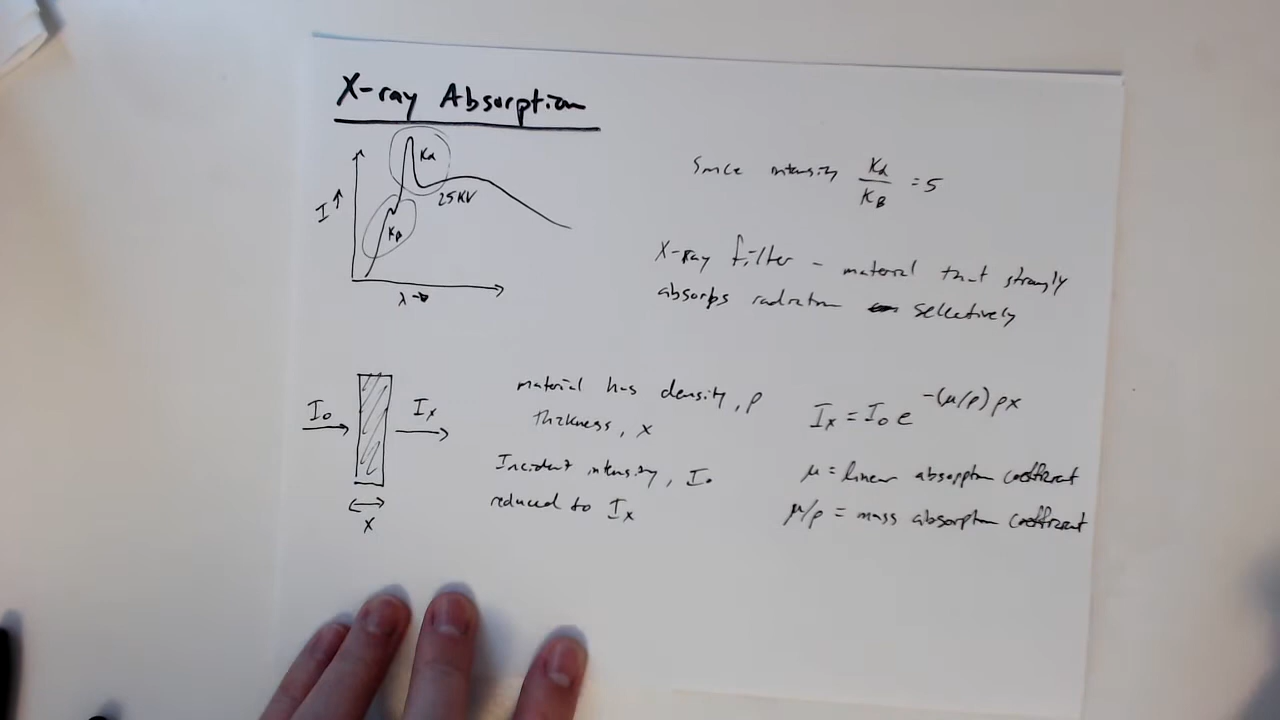 X-ray Absorption
I ↑
Kα
Kβ
25KV
λ →
Since intensity Kα/Kβ = 5
X-ray filter - material that strongly
absorbs radiation selectively
I₀
Iₓ
x
material has density, ρ
thickness, x
Incident intensity, I₀
reduced to Iₓ
Iₓ = I₀ e^-(μ/ρ)ρx
μ = linear absorption coefficient
μ/ρ = mass absorption coefficient